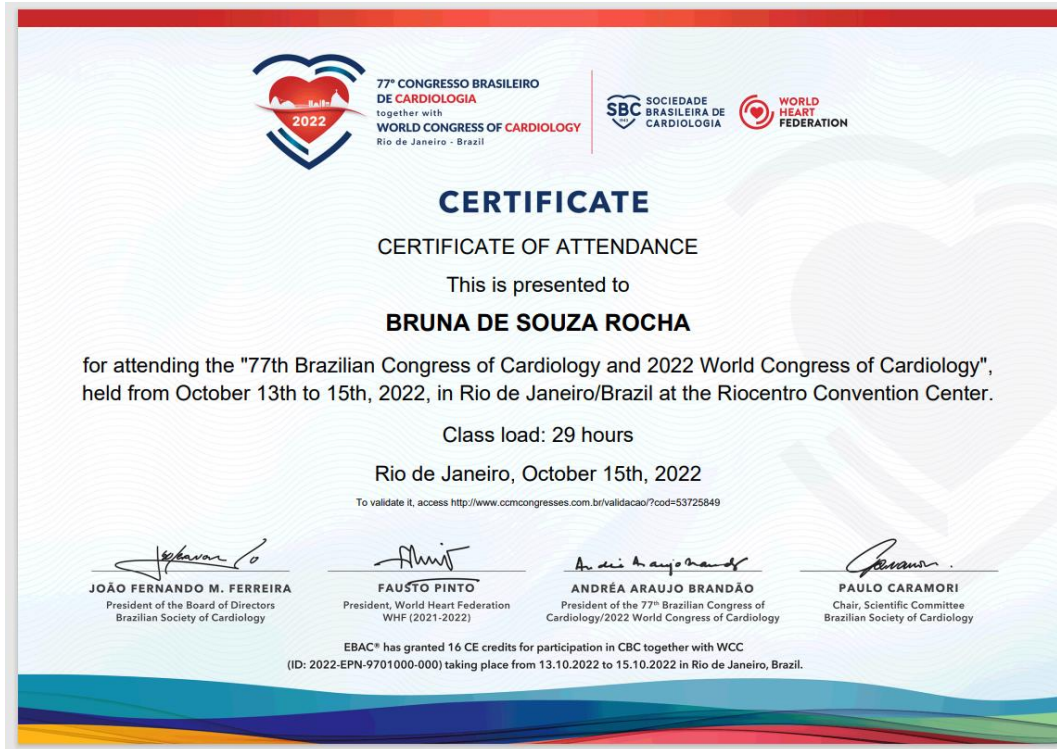 2022
77º CONGRESSO BRASILEIRO
DE CARDIOLOGIA
together with
WORLD CONGRESS OF CARDIOLOGY
Rio de Janeiro - Brazil
SBC
SOCIEDADE
BRASILEIRA DE
CARDIOLOGIA
WORLD
HEART
FEDERATION
CERTIFICATE
CERTIFICATE OF ATTENDANCE
This is presented to
BRUNA DE SOUZA ROCHA
for attending the "77th Brazilian Congress of Cardiology and 2022 World Congress of Cardiology",
held from October 13th to 15th, 2022, in Rio de Janeiro/Brazil at the Riocentro Convention Center.
Class load: 29 hours
Rio de Janeiro, October 15th, 2022
To validate it, access http://www.ccmcongresses.com.br/validacao/?cod=53725849
JOÃO FERNANDO M. FERREIRA
President of the Board of Directors
Brazilian Society of Cardiology
FAUSTO PINTO
President, World Heart Federation
WHF (2021-2022)
ANDRÉA ARAUJO BRANDÃO
President of the 77th Brazilian Congress of
Cardiology/2022 World Congress of Cardiology
PAULO CARAMORI
Chair, Scientific Committee
Brazilian Society of Cardiology
EBAC® has granted 16 CE credits for participation in CBC together with WCC
(ID: 2022-EPN-9701000-000) taking place from 13.10.2022 to 15.10.2022 in Rio de Janeiro, Brazil.